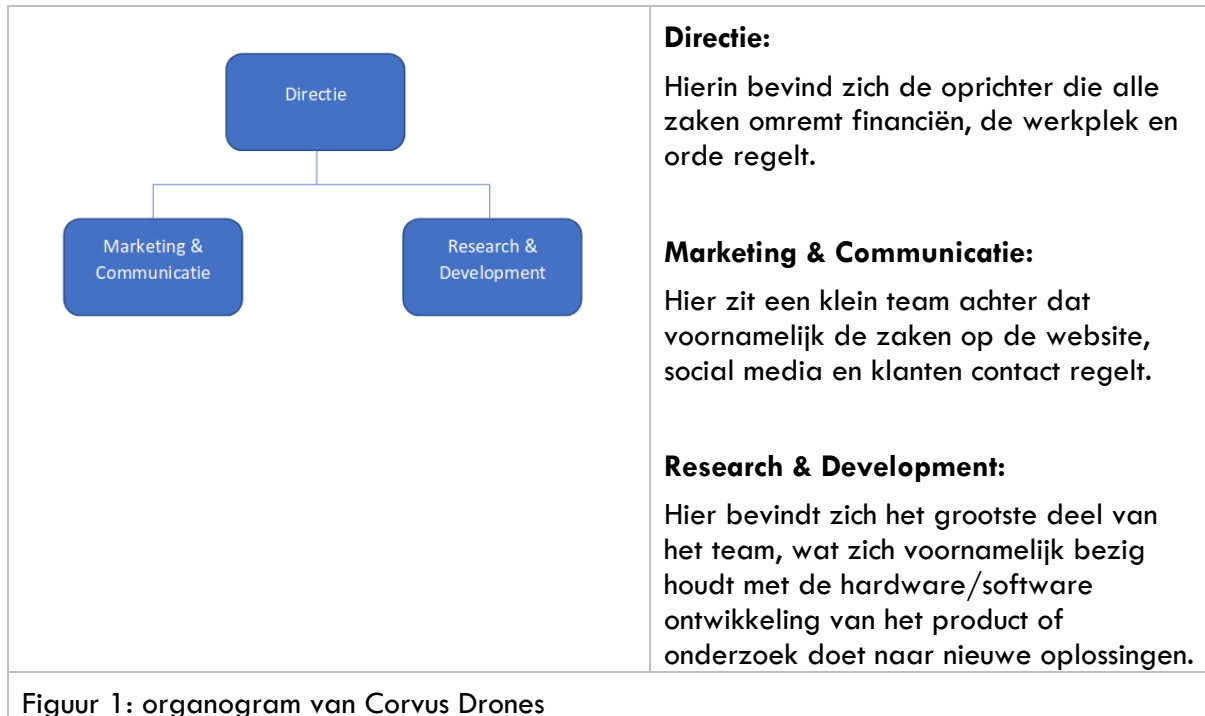 Directie
Marketing &
Communicatie
Research &
Development
Directie:
Hierin bevind zich de oprichter die alle
zaken omremt financiën, de werkplek en
orde regelt.
Marketing & Communicatie:
Hier zit een klein team achter dat
voornamelijk de zaken op de website,
social media en klanten contact regelt.
Research & Development:
Hier bevindt zich het grootste deel van
het team, wat zich voornamelijk bezig
houdt met de hardware/software
ontwikkeling van het product of
onderzoek doet naar nieuwe oplossingen.
Figuur 1: organogram van Corvus Drones